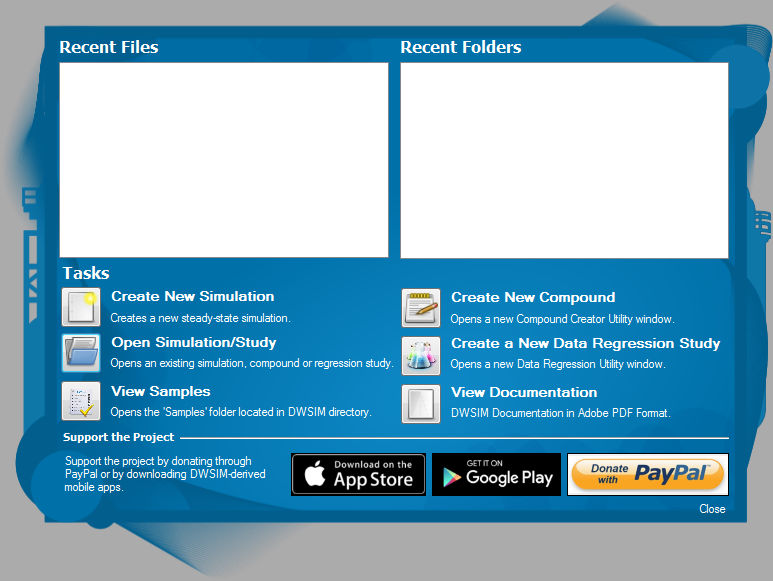 Recent Files
Recent Folders
Tasks
Create New Simulation
Creates a new steady-state simulation.
Create New Compound
Opens a new Compound Creator Utility window.
Open Simulation/Study
Opens an existing simulation, compound or regression study.
Create a New Data Regression Study
Opens a new Data Regression Utility window.
View Samples
Opens the 'Samples' folder located in DWSIM directory.
View Documentation
DWSIM Documentation in Adobe PDF Format.
Support the Project
Support the project by donating through
PayPal or by downloading DWSIM-derived
mobile apps.
Download on the
App Store
GET IT ON
Google Play
Donate
with
PayPal™
Close